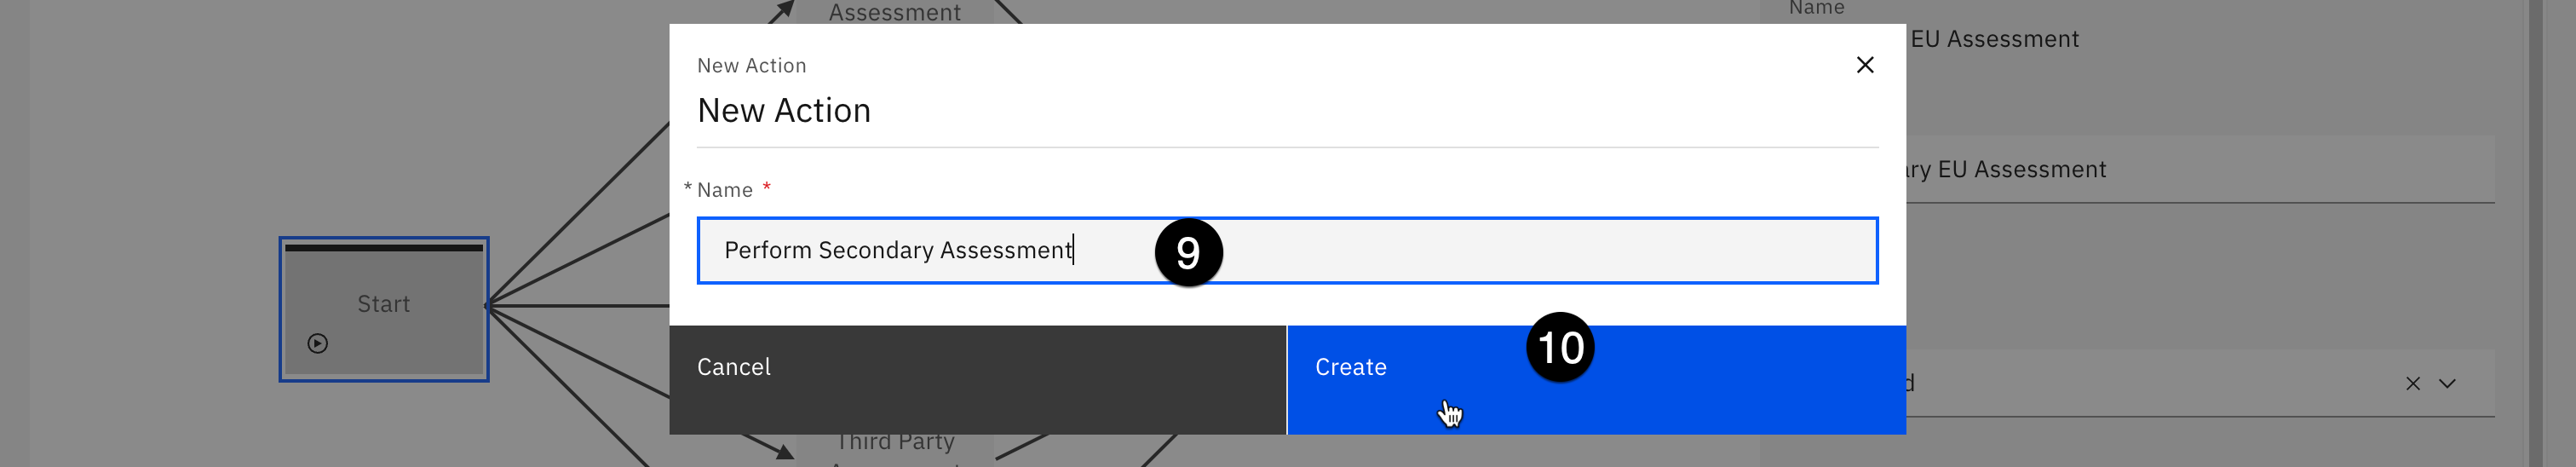 Assessment
Name
EU Assessment
New Action
New Action
* Name *
ry EU Assessment
Perform Secondary Assessment
9
Start
10
Cancel
Create
d
Third Party